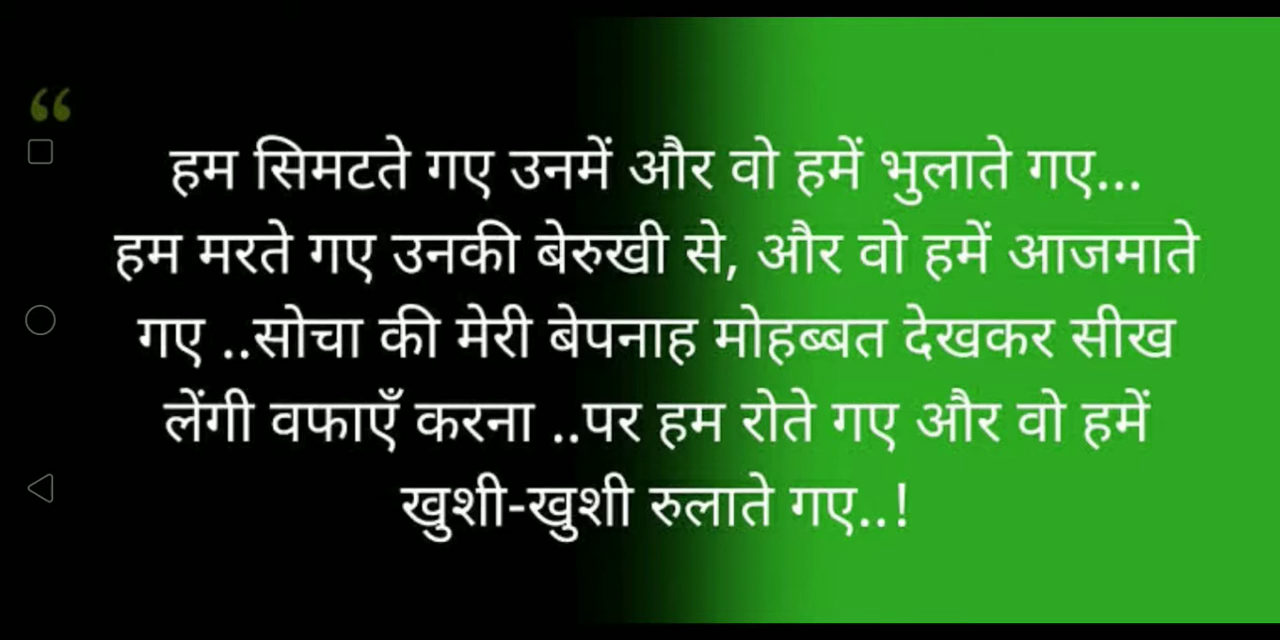 “
हम सिमटते गए उनमें और वो हमें भुलाते गए...
हम मरते गए उनकी बेरुखी से, और वो हमें आजमाते
गए ..सोचा की मेरी बेपनाह मोहब्बत देखकर सीख
लेंगी वफाएँ करना ..पर हम रोते गए और वो हमें
खुशी-खुशी रुलाते गए..!